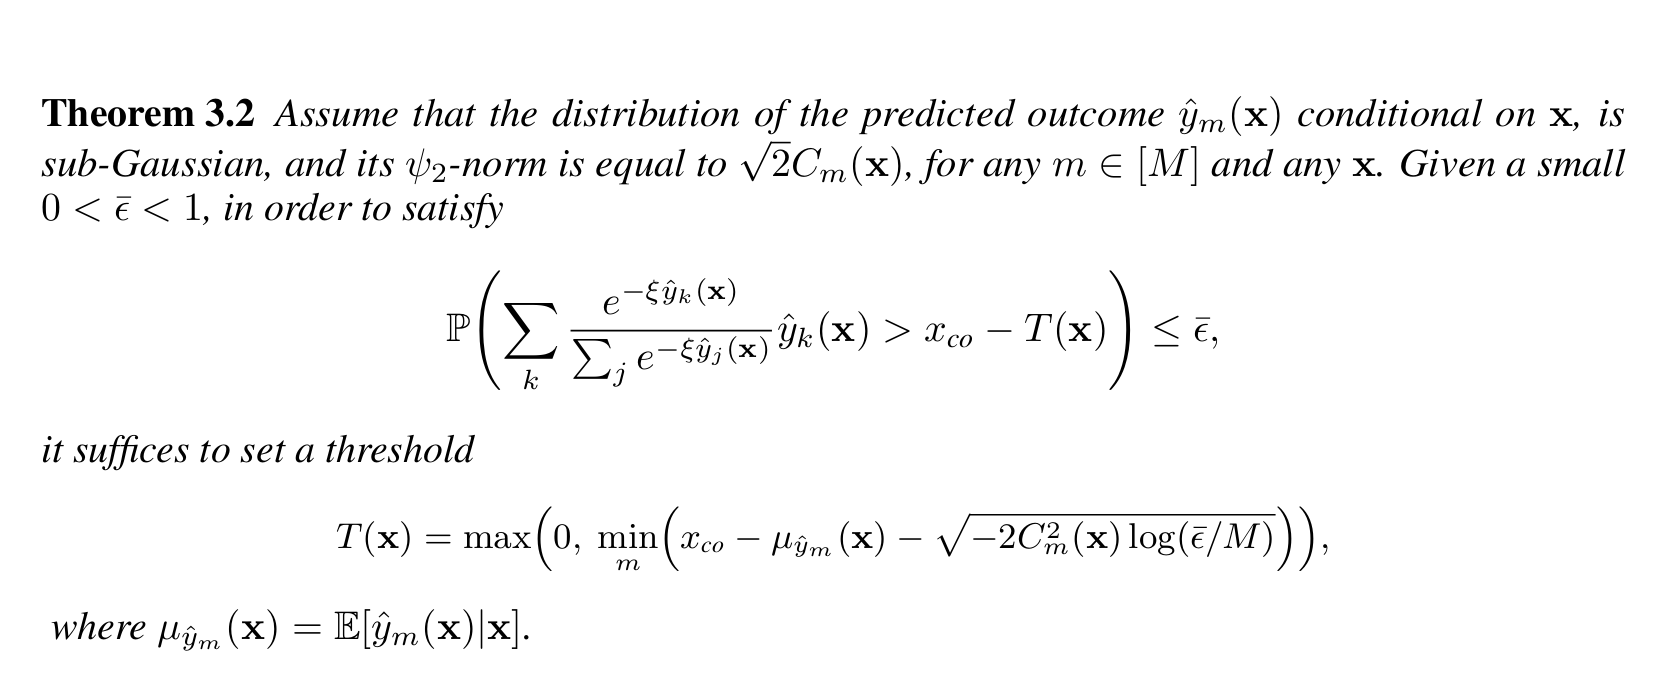 Theorem 3.2 Assume that the distribution of the predicted outcome $\hat{y}_m(\mathbf{x})$ conditional on $\mathbf{x}$, is
sub-Gaussian, and its $\psi_2$-norm is equal to $\sqrt{2}C_m(\mathbf{x})$, for any $m \in [M]$ and any $\mathbf{x}$. Given a small
$0 < \bar{\epsilon} < 1$, in order to satisfy
$$\mathbb{P}\left(\sum_k \frac{e^{-\xi \hat{y}_k(\mathbf{x})}}{\sum_j e^{-\xi \hat{y}_j(\mathbf{x})}} \hat{y}_k(\mathbf{x}) > x_{co} - T(\mathbf{x})\right) \leq \bar{\epsilon},$$
it suffices to set a threshold
$$T(\mathbf{x}) = \max\left(0, \min_m\left(x_{co} - \mu_{\hat{y}_m}(\mathbf{x}) - \sqrt{-2C_m^2(\mathbf{x})\log(\bar{\epsilon}/M)}\right)\right),$$
where $\mu_{\hat{y}_m}(\mathbf{x}) = \mathbb{E}[\hat{y}_m(\mathbf{x})|\mathbf{x}]$.